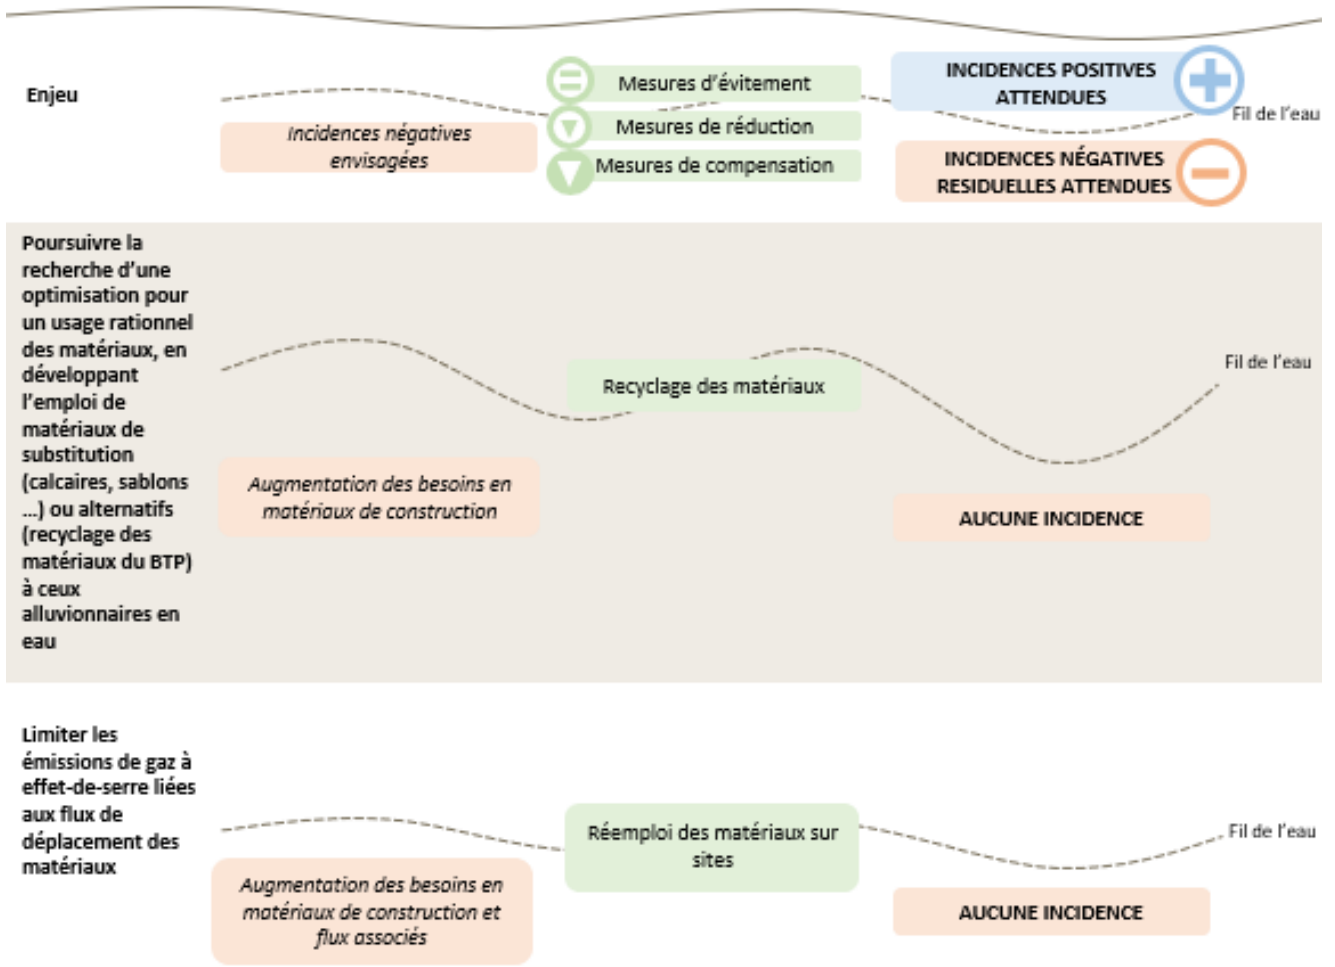 Enjeu
Incidences négatives
envisagées
Mesures d'évitement
Mesures de réduction
Mesures de compensation
INCIDENCES POSITIVES
ATTENDUES
Fil de l'eau
INCIDENCES NÉGATIVES
RESIDUELLES ATTENDUES
Poursuivre la
recherche d'une
optimisation pour
un usage rationnel
des matériaux, en
développant
l'emploi de
matériaux de
substitution
(calcaires, sablons
...) ou alternatifs
(recyclage des
matériaux du BTP)
à ceux
alluvionnaires en
eau
Augmentation des besoins en
matériaux de construction
Recyclage des matériaux
Fil de l'eau
AUCUNE INCIDENCE
Limiter les
émissions de gaz à
effet-de-serre liées
aux flux de
déplacement des
matériaux
Augmentation des besoins en
matériaux de construction et
flux associés
Réemploi des matériaux sur
sites
Fil de l'eau
AUCUNE INCIDENCE